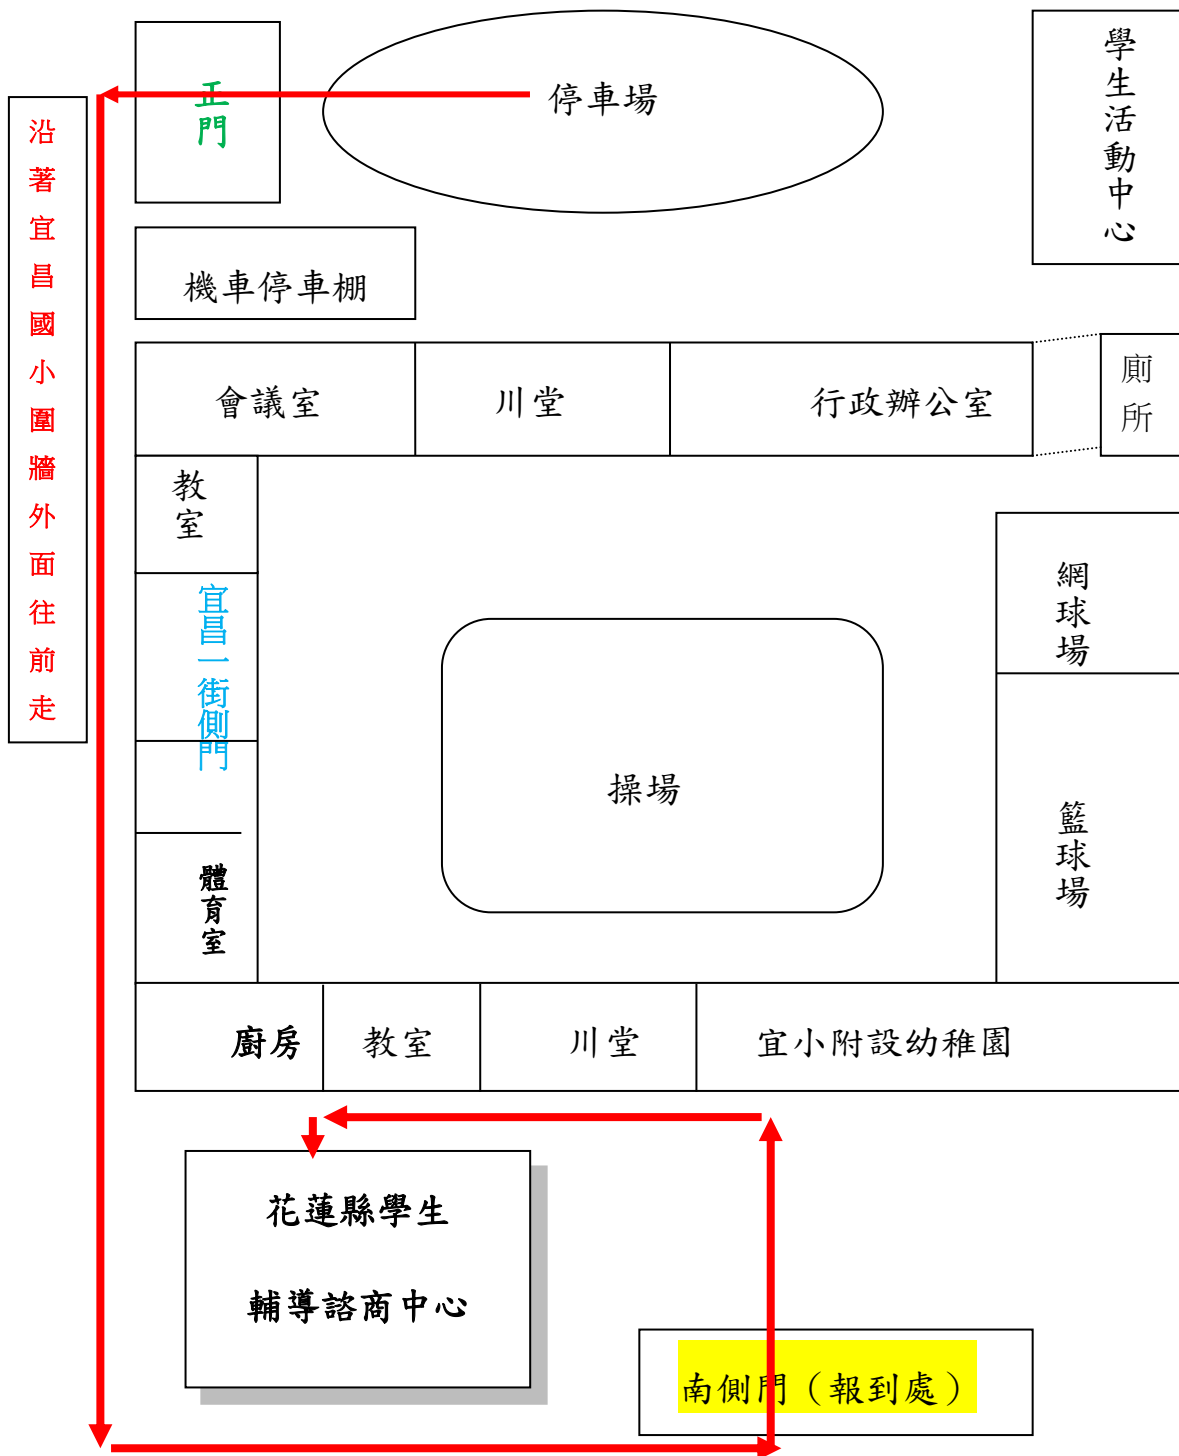 正門
停車場
學生活動中心
沿著宜昌國小圍牆外面往前走
機車停車棚
會議室
川堂
行政辦公室
廁所
教室
宜昌一街側門
網球場
操場
籃球場
體育室
廚房
教室
川堂
宜小附設幼稚園
花蓮縣學生
輔導諮商中心
南側門（報到處）